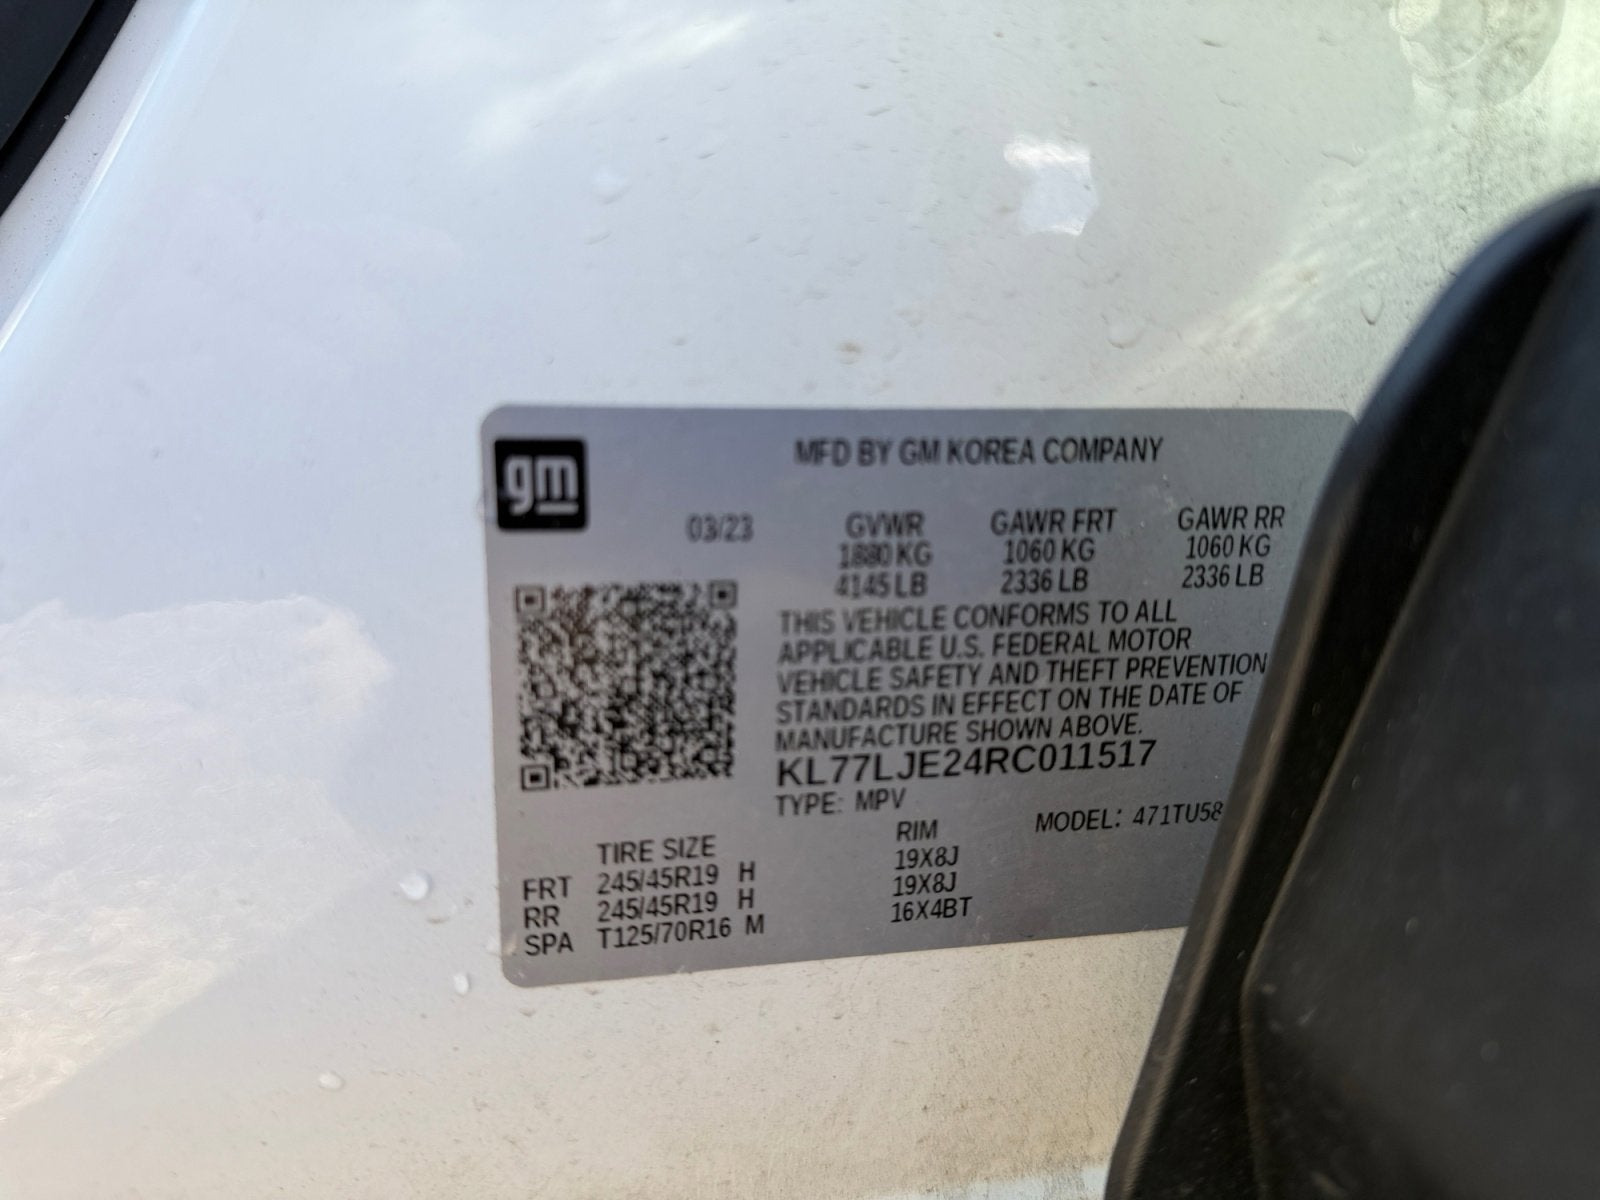 gm
MFD BY GM KOREA COMPANY
03/23 GVWR GAWR FRT GAWR RR
1880 KG 1060 KG 1060 KG
4145 LB 2336 LB 2336 LB
THIS VEHICLE CONFORMS TO ALL
APPLICABLE U.S. FEDERAL MOTOR
VEHICLE SAFETY AND THEFT PREVENTION
STANDARDS IN EFFECT ON THE DATE OF
MANUFACTURE SHOWN ABOVE.
KL77LJE24RC011517
TYPE: MPV MODEL: 471TU58
TIRE SIZE RIM
FRT 245/45R19 H 19X8J
RR 245/45R19 H 19X8J
SPA T125/70R16 M 16X4BT